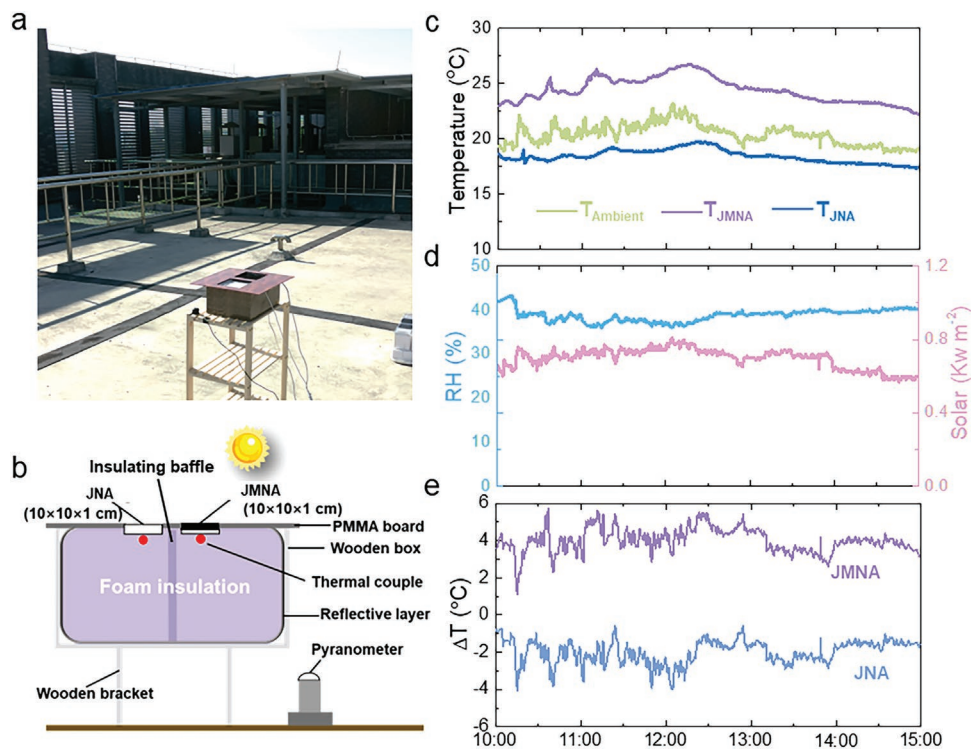 a
b
Insulating baffle
JNA
(10×10×1 cm)
JMNA
(10×10×1 cm)
PMMA board
Wooden box
Foam insulation
Thermal couple
Reflective layer
Pyranometer
Wooden bracket
c
Temperature (°C)
30
25
20
15
10
T Ambient
T JMNA
T JNA
d
RH (%)
50
40
30
20
10
0
Solar (Kw m-2)
1.2
0.8
0.4
0.0
e
ΔT (°C)
6
4
2
0
-2
-4
-6
JMNA
JNA
10:00
11:00
12:00
13:00
14:00
15:00